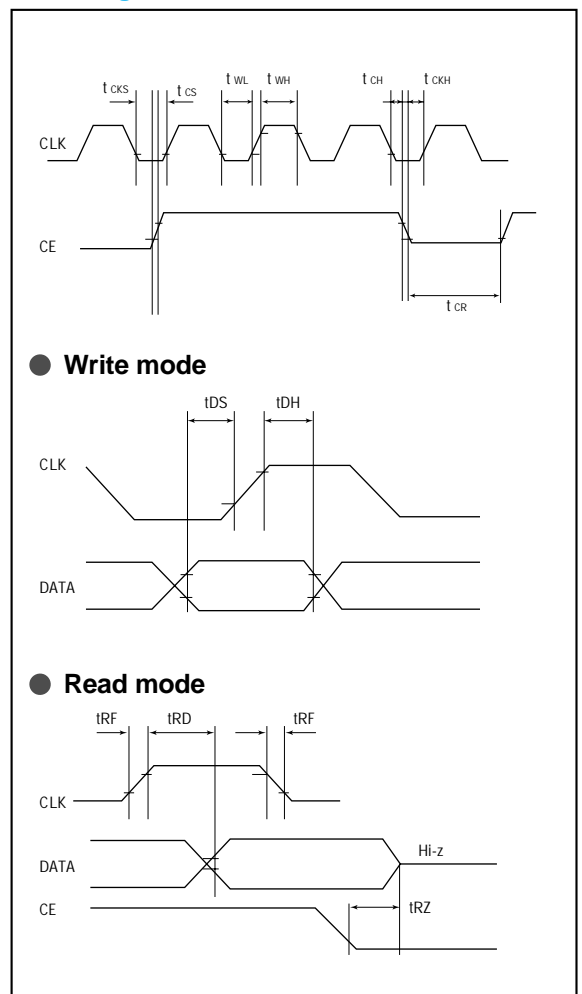 t CKS t CS t WL t WH t CH t CKH
CLK
CE
t CR
● Write mode
tDS tDH
CLK
DATA
● Read mode
tRF tRD tRF
CLK
DATA Hi-z
CE
tRZ